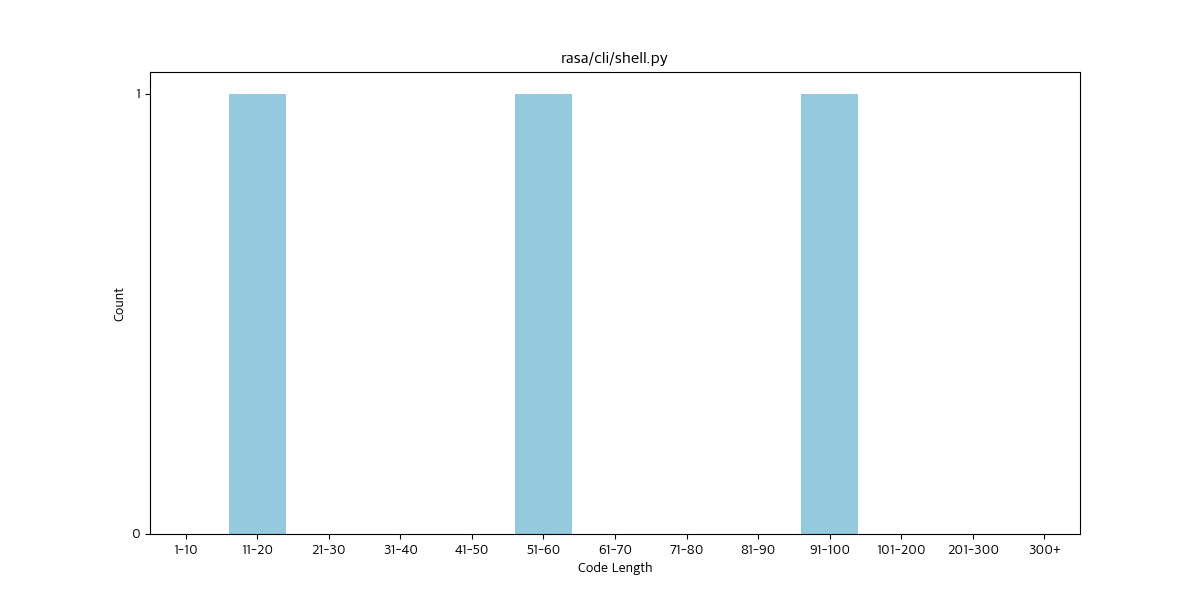 rasa/cli/shell.py
1
Count
0
1-10 11-20 21-30 31-40 41-50 51-60 61-70 71-80 81-90 91-100 101-200 201-300 300+
Code Length